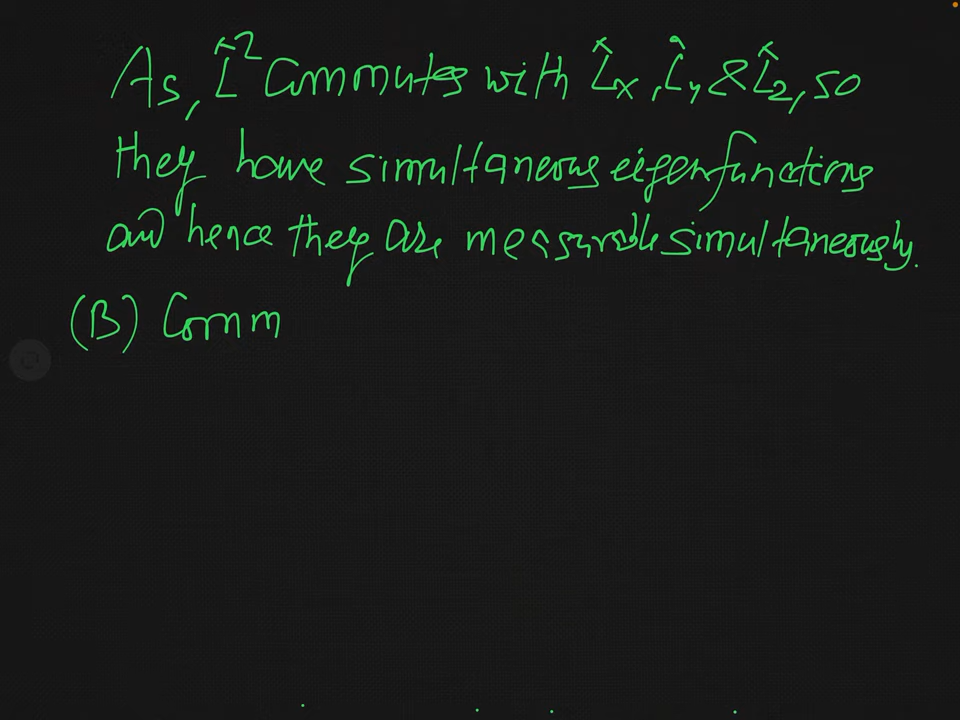 As, L̂² Commutes with L̂x, L̂y & L̂z, so
they have simultaneous eigenfunctions
and hence they are measurable simultaneously.
(B) Comm